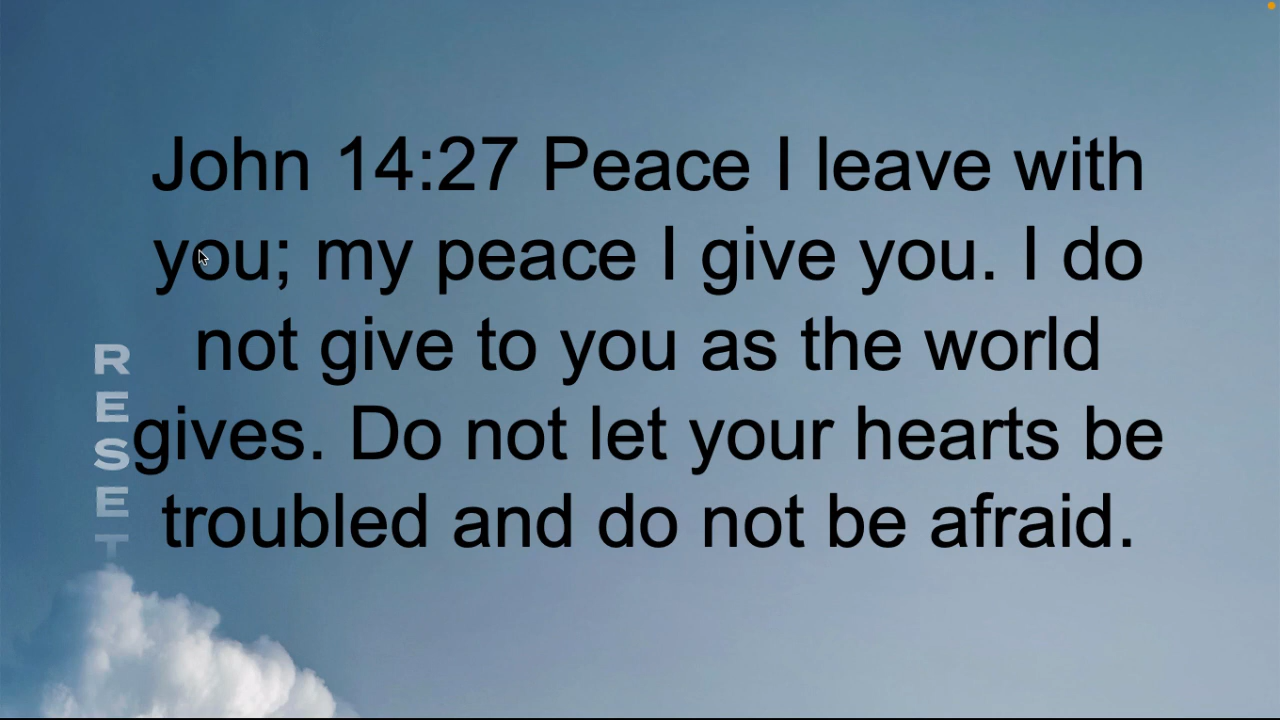 John 14:27 Peace I leave with
you; my peace I give you. I do
not give to you as the world
gives. Do not let your hearts be
troubled and do not be afraid.
RESET